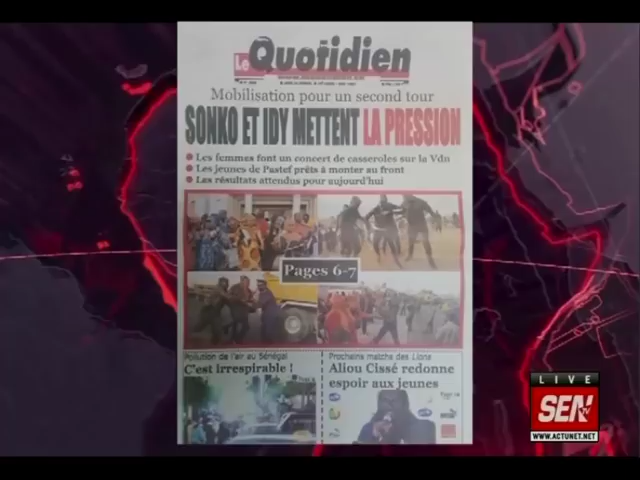 Le Quotidien
Mobilisation pour un second tour
SONKO ET IDY METTENT LA PRESSION
Les femmes font un concert de casseroles sur la Vdn
Les jeunes de Pastef prêts à monter au front
Les résultats attendus pour aujourd'hui
Pages 6-7
Pollution de l'air au Sénégal
C'est irrespirable !
Prochains matchs des Lions
Aliou Cissé redonne
espoir aux jeunes
LIVE
SEN TV
WWW.ACTUNET.NET